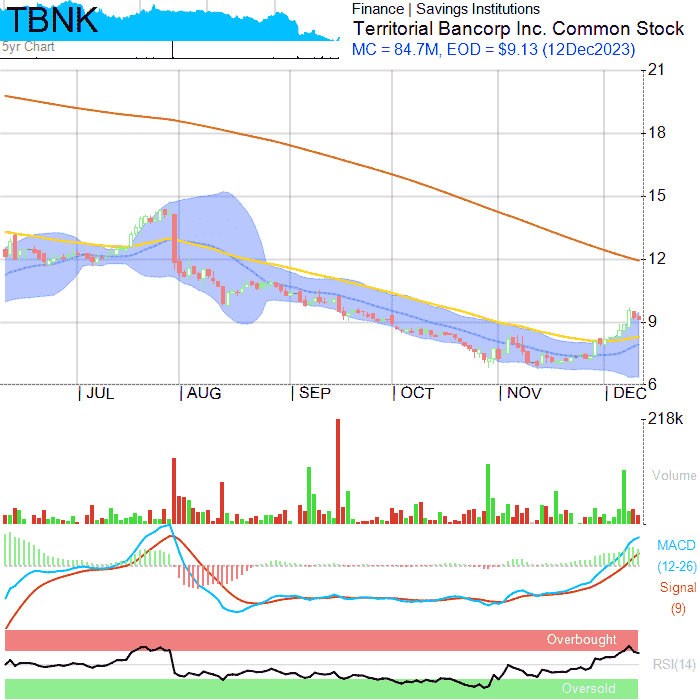 TBNK
5yr Chart
Finance | Savings Institutions
Territorial Bancorp Inc. Common Stock
MC = 84.7M, EOD = $9.13 (12Dec2023)
21
18
15
12
9
6
JUL AUG SEP OCT NOV DEC
218k
Volume
MACD
(12-26)
Signal
(9)
Overbought
RSI(14)
Oversold